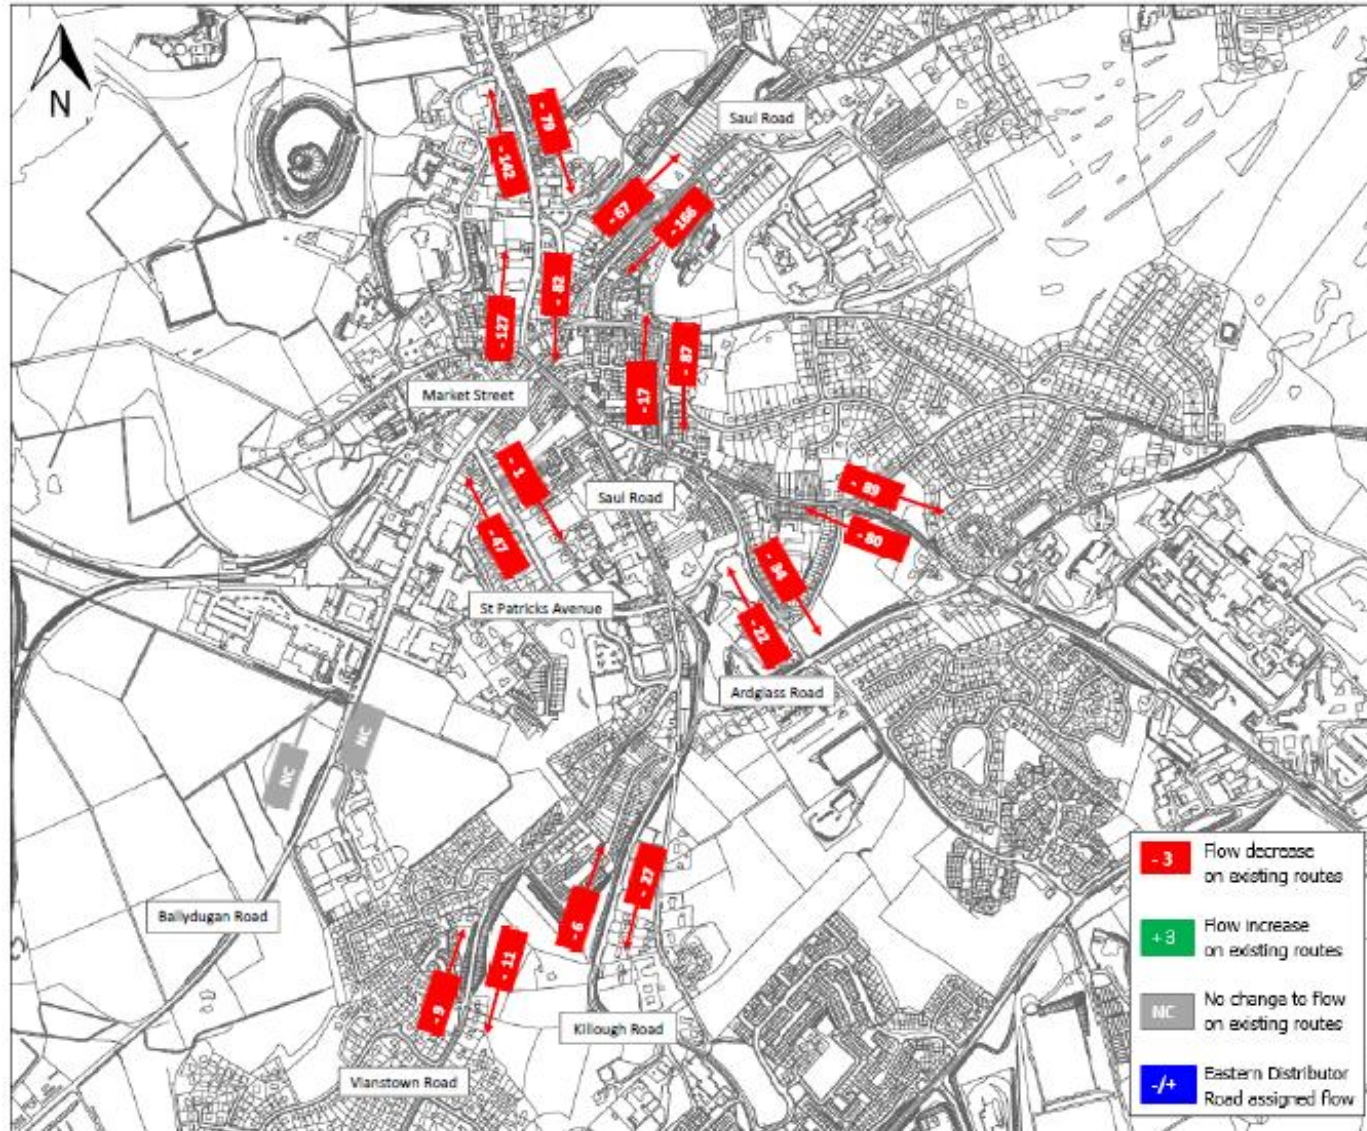 N
- 142
- 79
Saul Road
- 67
- 166
- 127
- 82
- 17
- 87
Market Street
- 1
- 47
Saul Road
- 89
- 80
St Patricks Avenue
- 94
- 22
Ardglass Road
NC
NC
- 6
- 27
Ballydugan Road
- 9
- 11
Killough Road
Vianstown Road
- 3
Flow decrease
on existing routes
+ 3
Flow increase
on existing routes
NC
No change to flow
on existing routes
-/+
Eastern Distributor
Road assigned flow